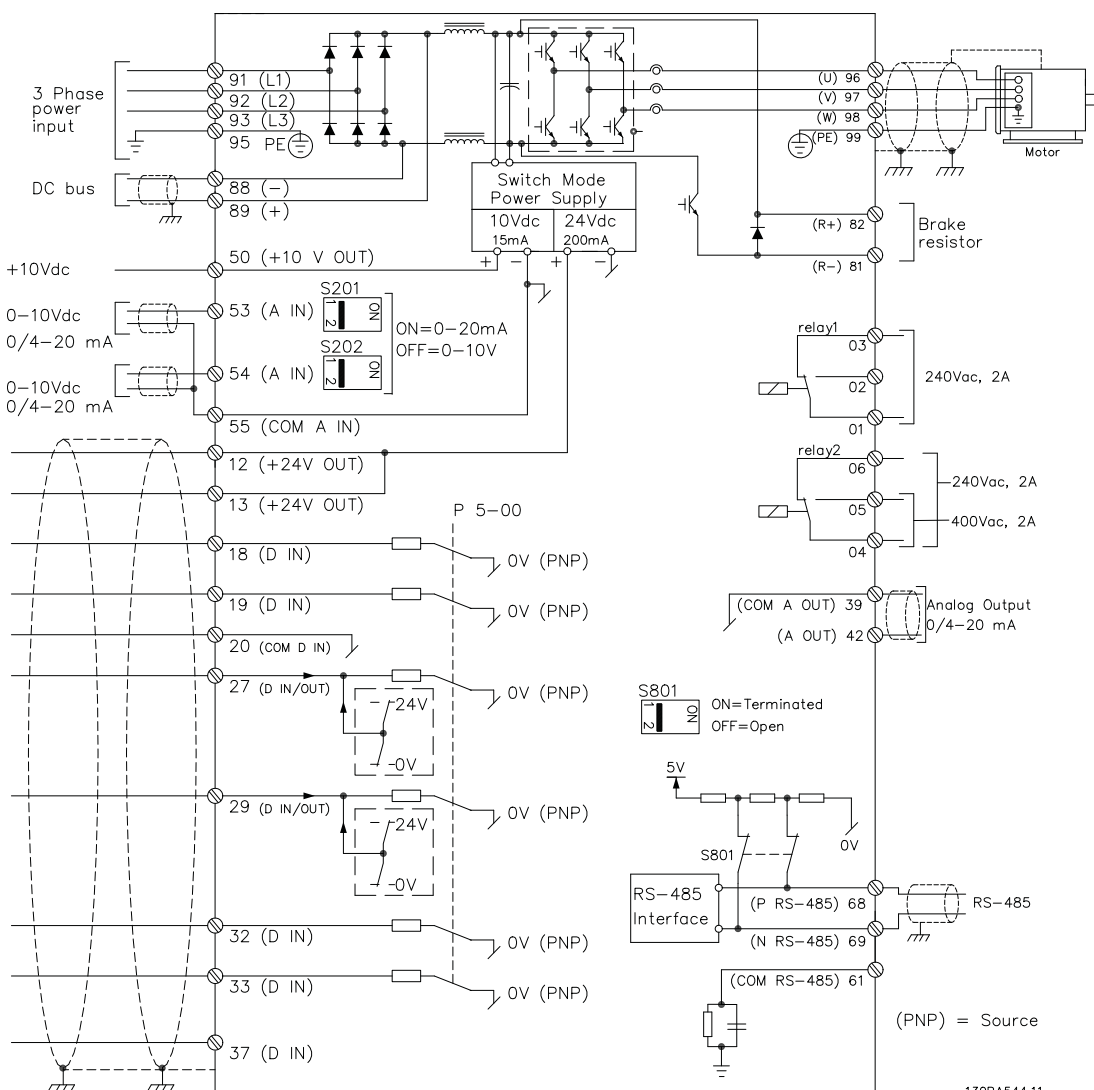 3 Phase
power
input
91 (L1)
92 (L2)
93 (L3)
95 PE
DC bus
88 (−)
89 (+)
+10Vdc
50 (+10 V OUT)
0−10Vdc
0/4−20 mA
53 (A IN)
S201
1 2
ON
ON=0−20mA
OFF=0−10V
0−10Vdc
0/4−20 mA
54 (A IN)
S202
1 2
ON
55 (COM A IN)
12 (+24V OUT)
13 (+24V OUT)
P 5-00
18 (D IN)
0V (PNP)
19 (D IN)
0V (PNP)
20 (COM D IN)
27 (D IN/OUT)
0V (PNP)
24V
0V
29 (D IN/OUT)
0V (PNP)
24V
0V
32 (D IN)
0V (PNP)
33 (D IN)
0V (PNP)
37 (D IN)
Switch Mode
Power Supply
10Vdc
15mA
24Vdc
200mA
+ − + −
(U) 96
(V) 97
(W) 98
(PE) 99
Motor
(R+) 82
(R−) 81
Brake
resistor
relay1
03
02
01
240Vac, 2A
relay2
06
05
04
240Vac, 2A
400Vac, 2A
(COM A OUT) 39
(A OUT) 42
Analog Output
0/4−20 mA
S801
1 2
ON
ON=Terminated
OFF=Open
5V
S801
0V
RS-485
Interface
(P RS−485) 68
(N RS−485) 69
(COM RS−485) 61
RS-485
(PNP) = Source